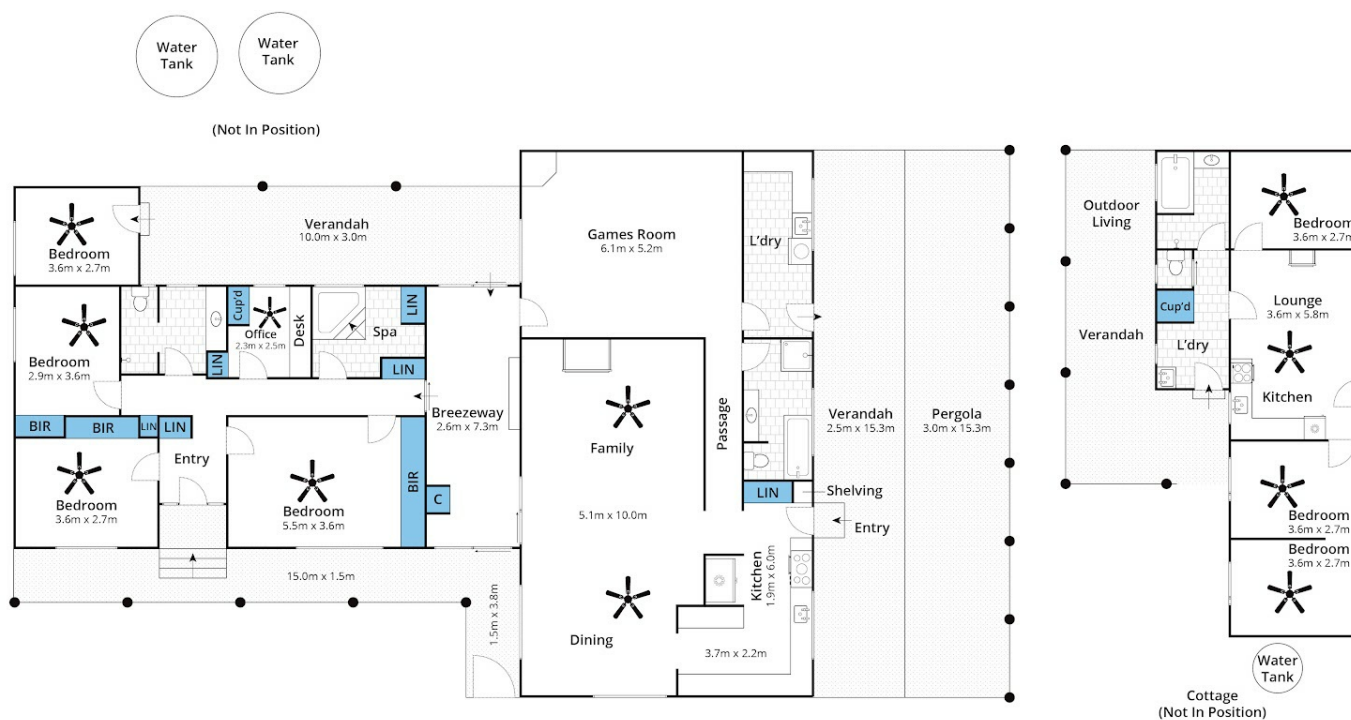 Water
Tank
Water
Tank
(Not In Position)
Bedroom
3.6m x 2.7m
Verandah
10.0m x 3.0m
Games Room
6.1m x 5.2m
L'dry
Bedroom
2.9m x 3.6m
LIN
Cup'd
Office
2.3m x 2.5m
Desk
Spa
LIN
LIN
BIR
BIR
LIN
LIN
Entry
Bedroom
3.6m x 2.7m
Bedroom
5.5m x 3.6m
BIR
Breezeway
2.6m x 7.3m
C
15.0m x 1.5m
1.5m x 3.8m
Family
5.1m x 10.0m
Dining
Passage
LIN
Shelving
Entry
Kitchen
1.9m x 6.0m
3.7m x 2.2m
Verandah
2.5m x 15.3m
Pergola
3.0m x 15.3m
Outdoor
Living
Verandah
Cup'd
L'dry
Bedroom
3.6m x 2.7m
Lounge
3.6m x 5.8m
Kitchen
Bedroom
3.6m x 2.7m
Bedroom
3.6m x 2.7m
Water
Tank
Cottage
(Not In Position)